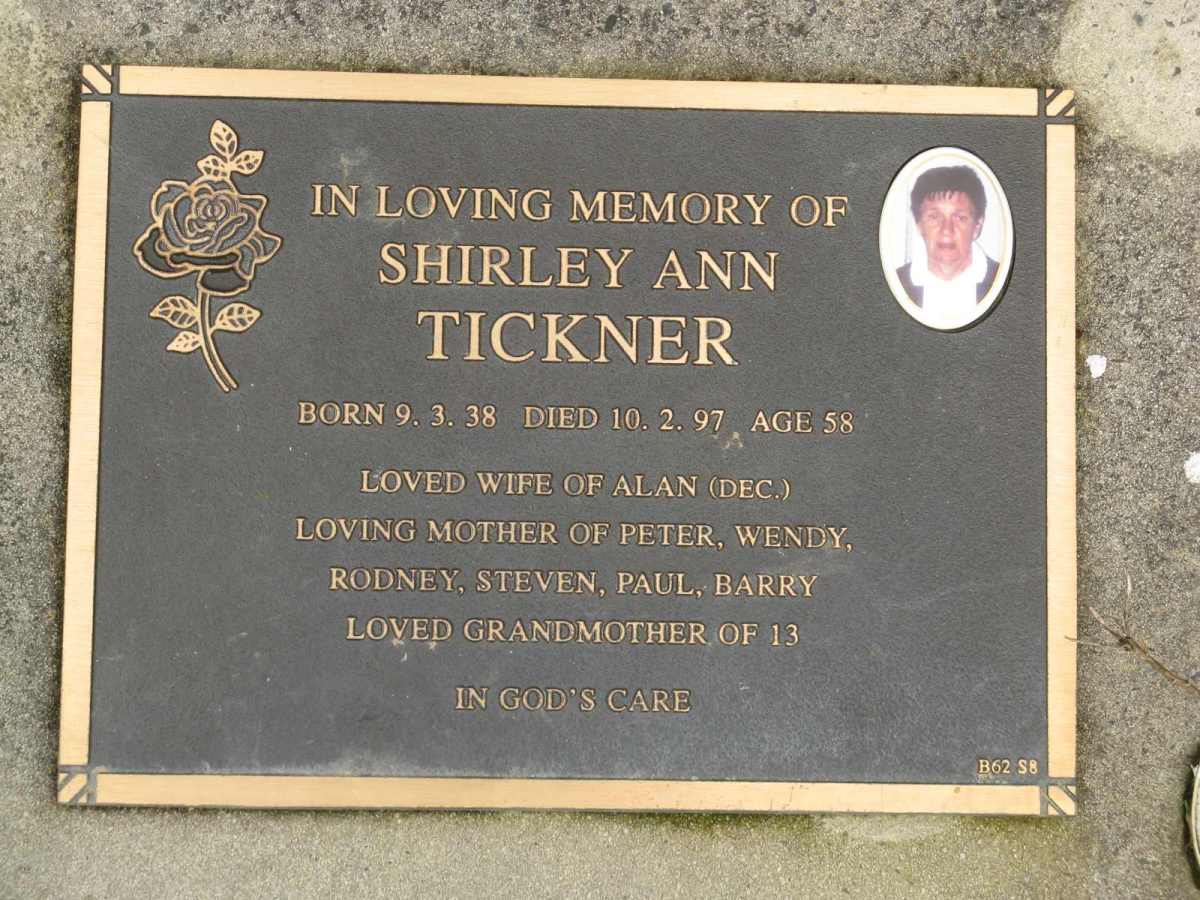 IN LOVING MEMORY OF
SHIRLEY ANN
TICKNER
BORN 9. 3. 38 DIED 10. 2. 97 AGE 58
LOVED WIFE OF ALAN (DEC.)
LOVING MOTHER OF PETER, WENDY,
RODNEY, STEVEN, PAUL, BARRY
LOVED GRANDMOTHER OF 13
IN GOD'S CARE
B62 S8